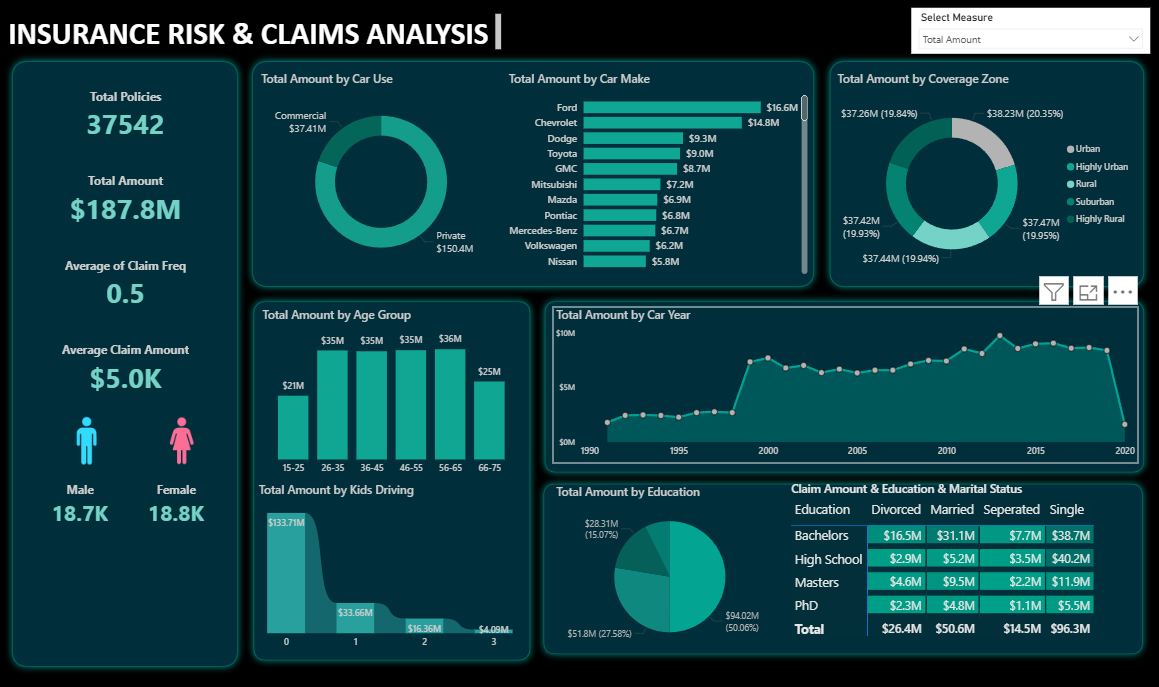 INSURANCE RISK & CLAIMS ANALYSIS
Select Measure
Total Amount
Total Policies
37542
Total Amount
$187.8M
Average of Claim Freq
0.5
Average Claim Amount
$5.0K
Male
18.7K
Female
18.8K
Total Amount by Car Use
Commercial
$37.41M
Private
$150.4M
Total Amount by Car Make
Ford $16.6M
Chevrolet $14.8M
Dodge $9.3M
Toyota $9.0M
GMC $8.7M
Mitsubishi $7.2M
Mazda $6.9M
Pontiac $6.8M
Mercedes-Benz $6.7M
Volkswagen $6.2M
Nissan $5.8M
Total Amount by Coverage Zone
$37.26M (19.84%)
$38.23M (20.35%)
$37.42M
(19.93%)
$37.47M
(19.95%)
$37.44M (19.94%)
Urban
Highly Urban
Rural
Suburban
Highly Rural
Total Amount by Age Group
$21M $35M $35M $35M $36M $25M
15-25 26-35 36-45 46-55 56-65 66-75
Total Amount by Kids Driving
$133.71M
$33.66M
$16.36M
$4.09M
0 1 2 3
Total Amount by Car Year
$10M
$5M
$0M
1990 1995 2000 2005 2010 2015 2020
Total Amount by Education
$28.31M
(15.07%)
$94.02M
(50.06%)
$51.8M (27.58%)
Claim Amount & Education & Marital Status
Education Divorced Married Seperated Single
Bachelors $16.5M $31.1M $7.7M $38.7M
High School $2.9M $5.2M $3.5M $40.2M
Masters $4.6M $9.5M $2.2M $11.9M
PhD $2.3M $4.8M $1.1M $5.5M
Total $26.4M $50.6M $14.5M $96.3M